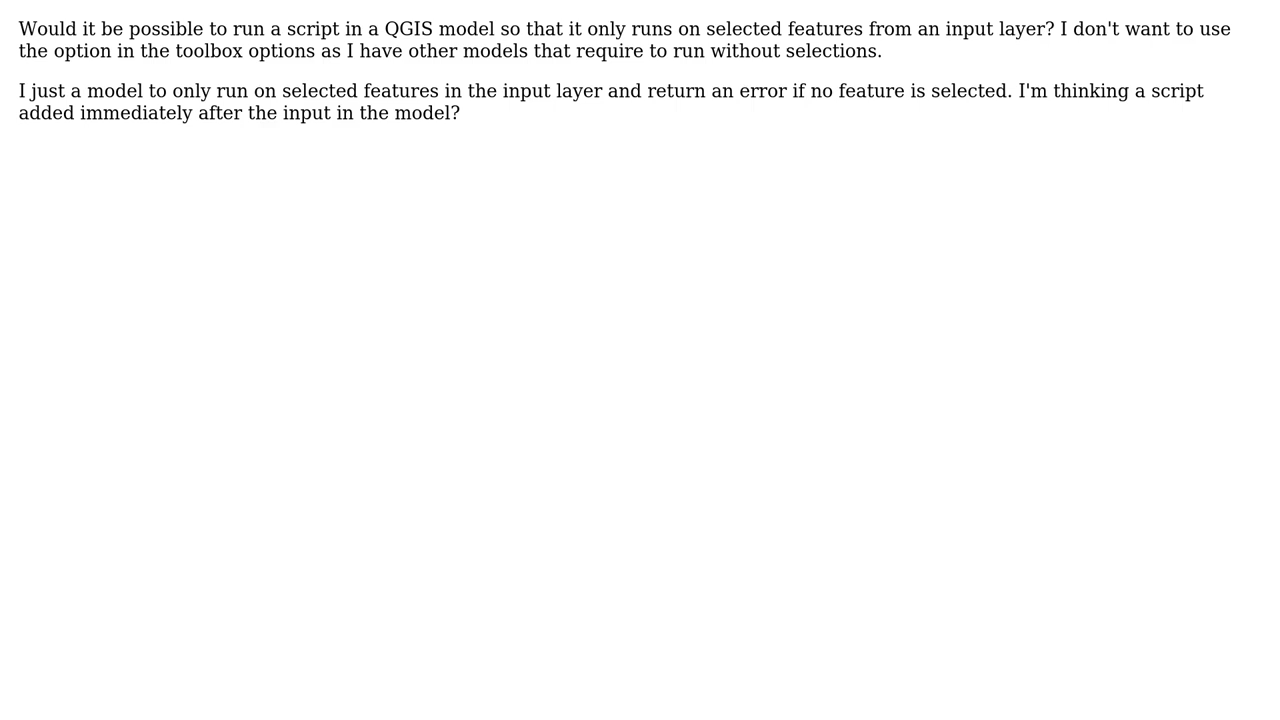 Would it be possible to run a script in a QGIS model so that it only runs on selected features from an input layer? I don't want to use
the option in the toolbox options as I have other models that require to run without selections.
I just a model to only run on selected features in the input layer and return an error if no feature is selected. I'm thinking a script
added immediately after the input in the model?